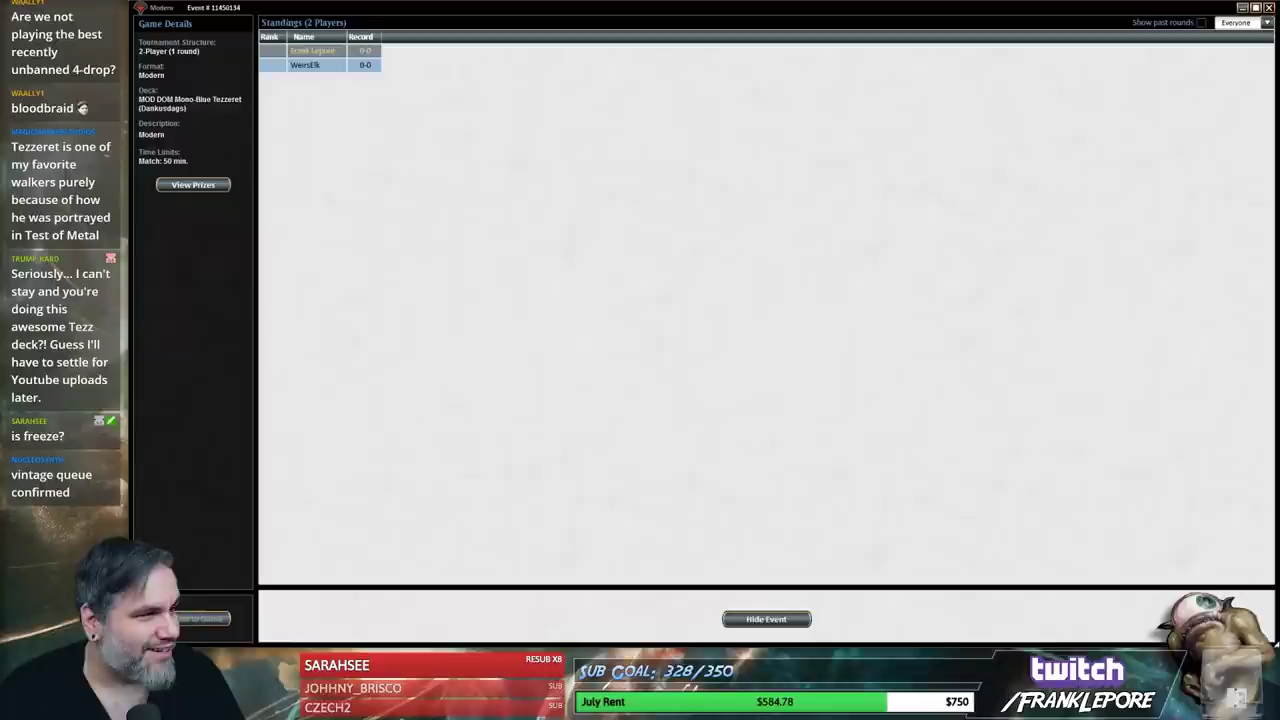 WAALLY1
Are we not
playing the best
recently
unbanned 4-drop?
WAALLY1
bloodbraid
MAGICMARKERSTUDIOS
Tezzeret is one of
my favorite
walkers purely
because of how
he was portrayed
in Test of Metal
TRUMP_KARD
Seriously... I can't
stay and you're
doing this
awesome Tezz
deck?! Guess I'll
have to settle for
Youtube uploads
later.
SARAHSEE
is freeze?
NUCLEOSYNTH
vintage queue
confirmed
Modern Event # 11450134
Game Details
Tournament Structure:
2-Player (1 round)
Format:
Modern
Deck:
MOD DOM Mono-Blue Tezzeret
(Dankusdags)
Description:
Modern
Time Limits:
Match: 50 min.
View Prizes
Standings (2 Players)
Show past rounds
Everyone
Rank Name Record
Frank Lepore 0-0
WeirsElk 0-0
Hide Event
SARAHSEE RESUB X8
JOHHNY_BRISCO SUB
CZECH2 SUB
SUB GOAL: 328/350
July Rent $584.78 $750
twitch
/FRANKLEPORE